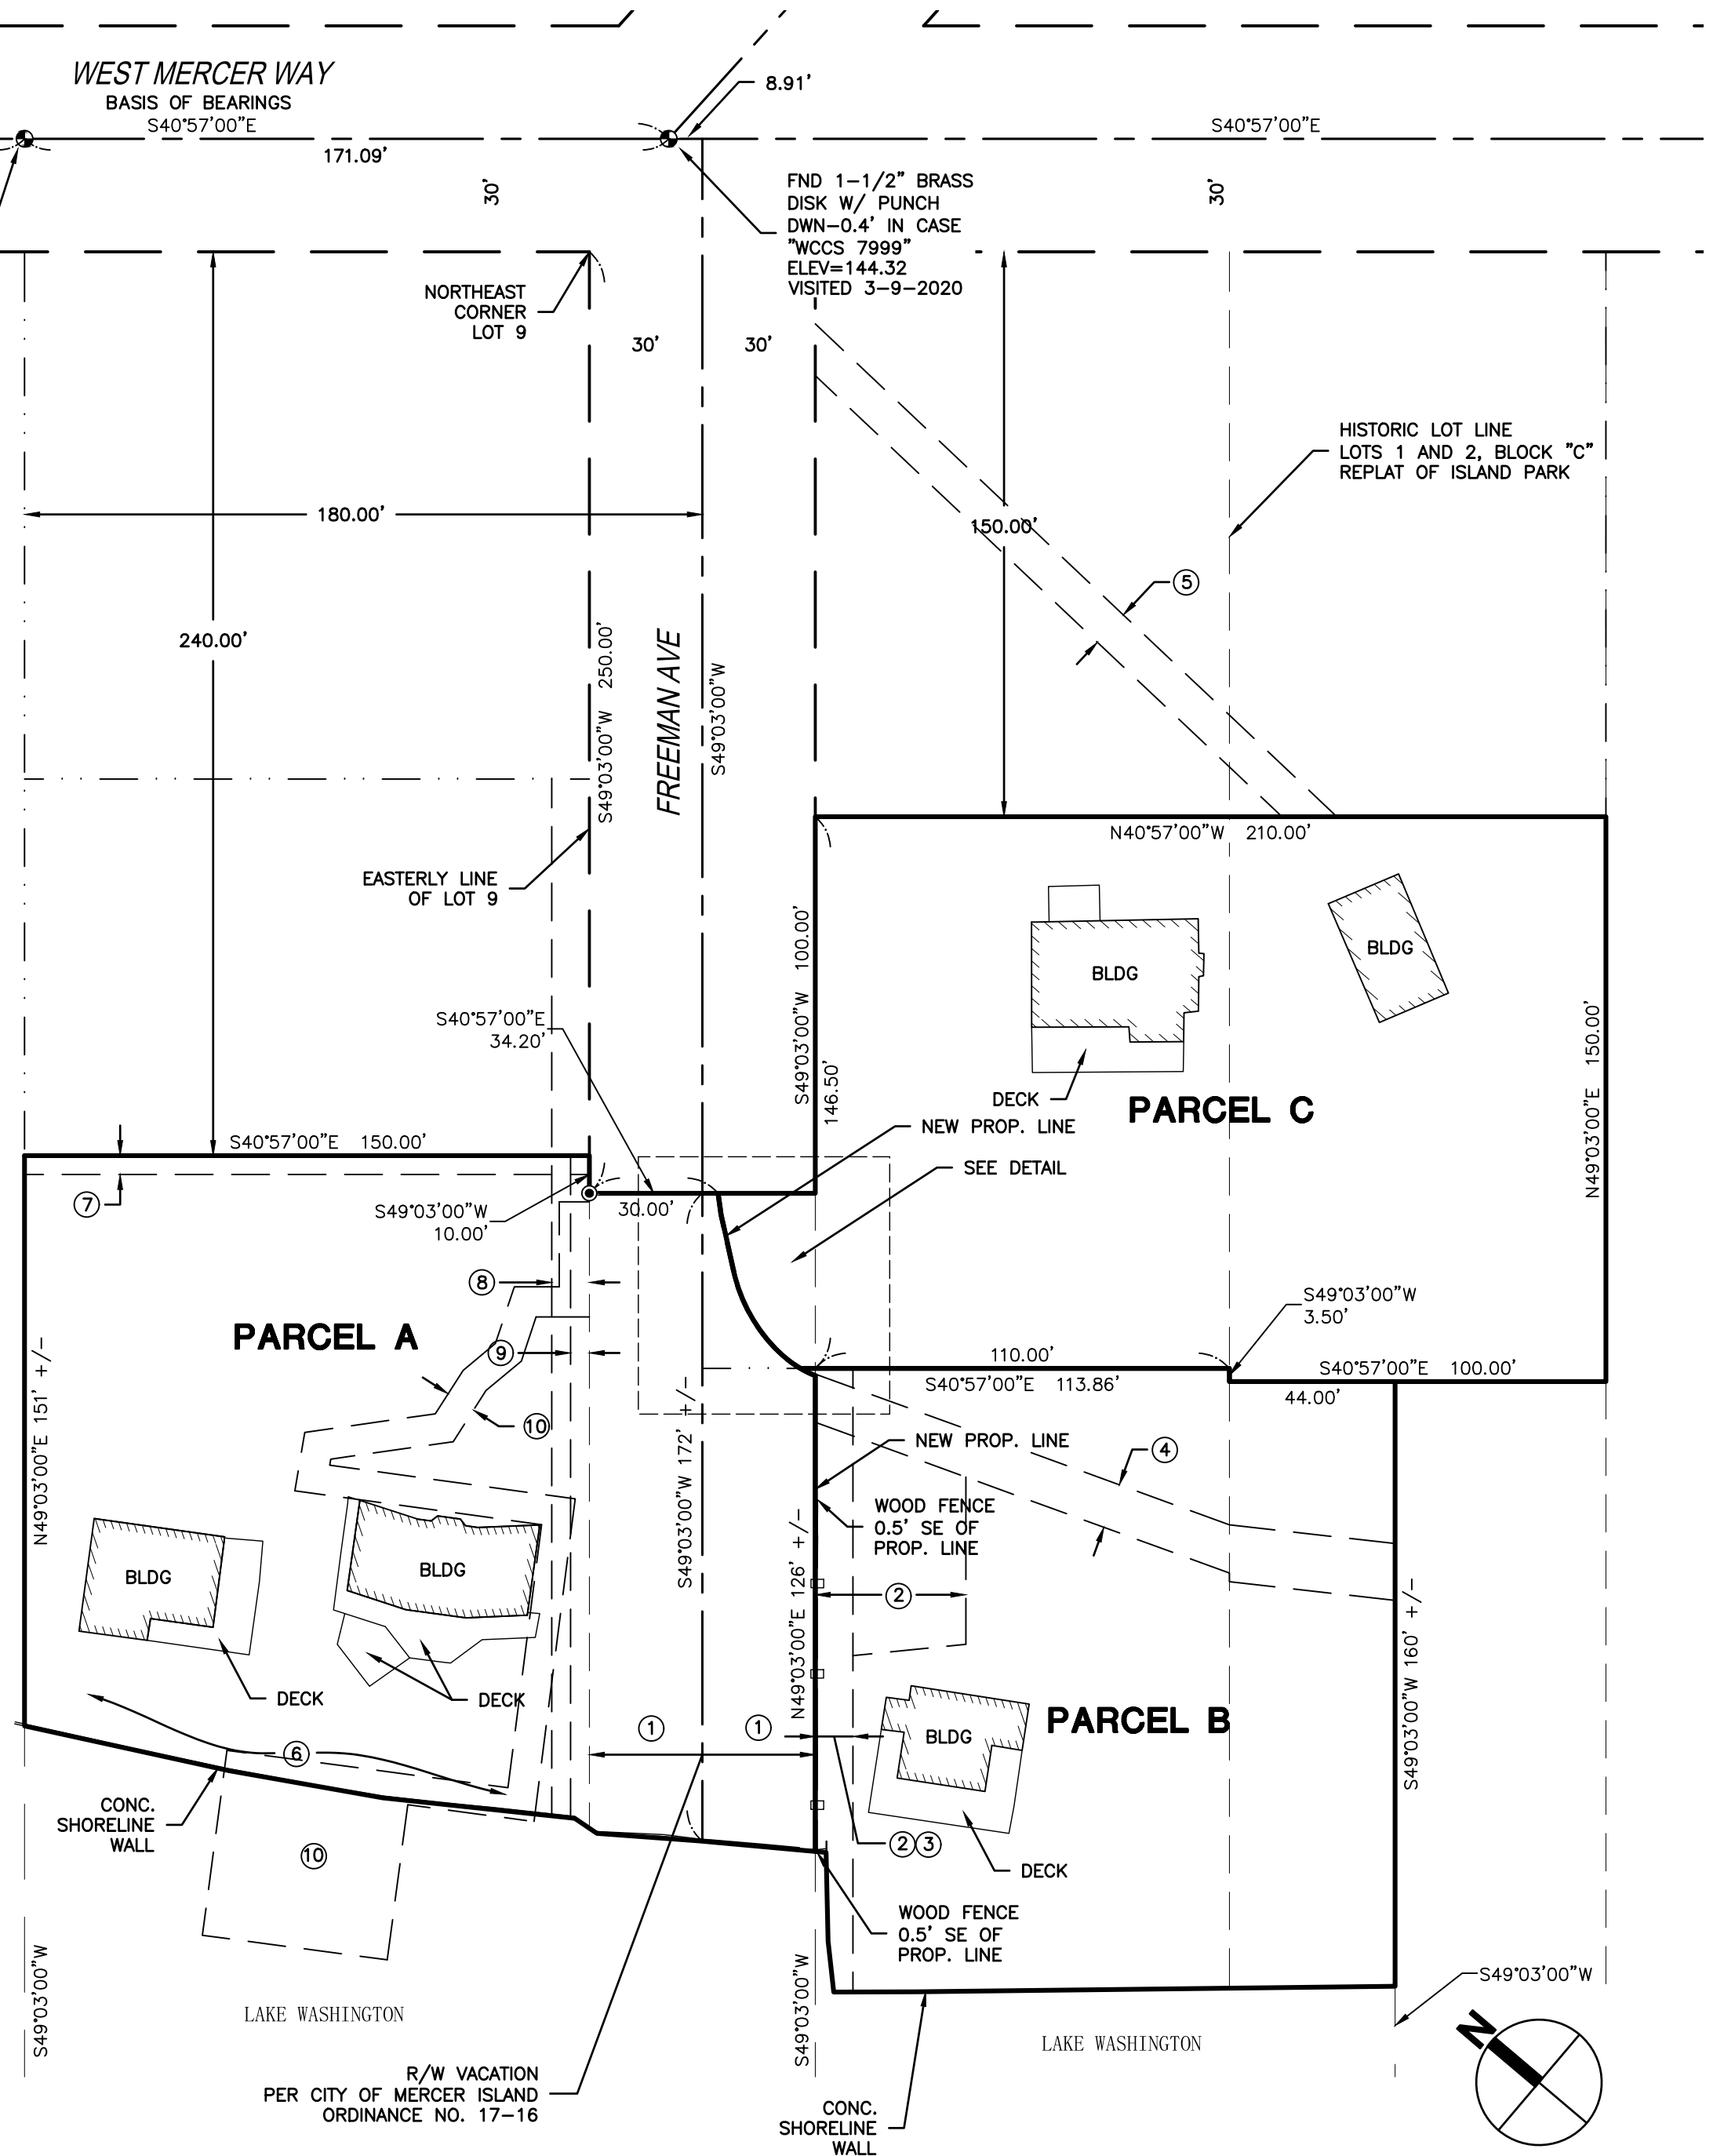 WEST MERCER WAY
BASIS OF BEARINGS
S40°57'00"E
171.09'
8.91'
S40°57'00"E
30'
30'
FND 1-1/2" BRASS
DISK W/ PUNCH
DWN-0.4' IN CASE
"WCCS 7999"
ELEV=144.32
VISITED 3-9-2020
NORTHEAST
CORNER
LOT 9
30'
30'
HISTORIC LOT LINE
LOTS 1 AND 2, BLOCK "C"
REPLAT OF ISLAND PARK
180.00'
150.00'
5
240.00'
S49°03'00"W 250.00'
FREEMAN AVE
S49°03'00"W
N40°57'00"W 210.00'
EASTERLY LINE
OF LOT 9
S49°03'00"W 100.00'
146.50'
BLDG
BLDG
S40°57'00"E
34.20'
DECK
PARCEL C
N49°03'00"E 150.00'
NEW PROP. LINE
S40°57'00"E 150.00'
SEE DETAIL
7
S49°03'00"W
10.00'
30.00'
8
S49°03'00"W
3.50'
PARCEL A
9
110.00'
S40°57'00"E 100.00'
S40°57'00"E 113.86'
44.00'
N49°03'00"E 151' +/-
10
S49°03'00"W 172' +/-
NEW PROP. LINE
4
WOOD FENCE
0.5' SE OF
PROP. LINE
N49°03'00"E 126' +/-
BLDG
BLDG
2
S49°03'00"W 160' +/-
DECK
DECK
1
1
PARCEL B
BLDG
6
CONC.
SHORELINE
WALL
10
2
3
DECK
WOOD FENCE
0.5' SE OF
PROP. LINE
S49°03'00"W
S49°03'00"W
S49°03'00"W
LAKE WASHINGTON
LAKE WASHINGTON
N
R/W VACATION
PER CITY OF MERCER ISLAND
ORDINANCE NO. 17-16
CONC.
SHORELINE
WALL